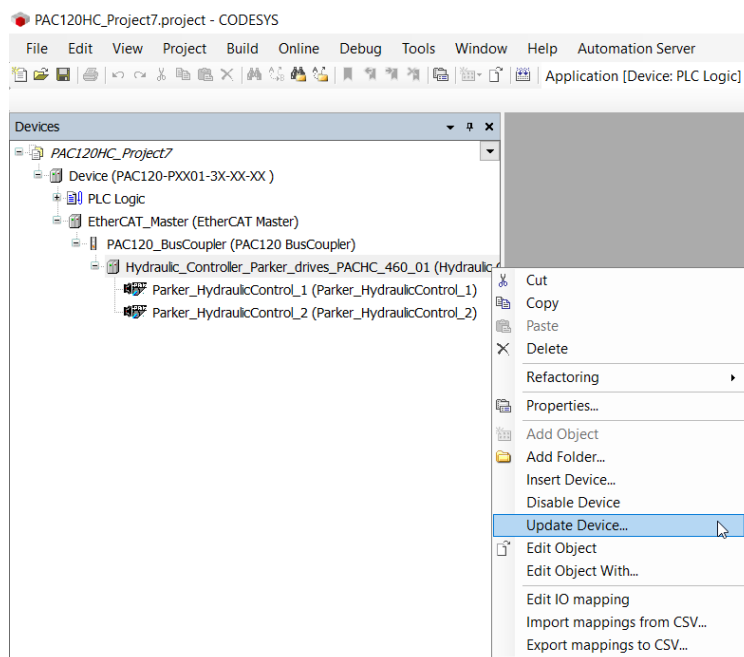 PAC120HC_Project7.project - CODESYS
File Edit View Project Build Online Debug Tools Window Help Automation Server
Application [Device: PLC Logic]
Devices
PAC120HC_Project7
Device (PAC120-PXX01-3X-XX-XX )
PLC Logic
EtherCAT_Master (EtherCAT Master)
PAC120_BusCoupler (PAC120 BusCoupler)
Hydraulic_Controller_Parker_drives_PACHC_460_01 (Hydraulic
Parker_HydraulicControl_1 (Parker_HydraulicControl_1)
Parker_HydraulicControl_2 (Parker_HydraulicControl_2)
Cut
Copy
Paste
Delete
Refactoring
Properties...
Add Object
Add Folder...
Insert Device...
Disable Device
Update Device...
Edit Object
Edit Object With...
Edit IO mapping
Import mappings from CSV...
Export mappings to CSV...